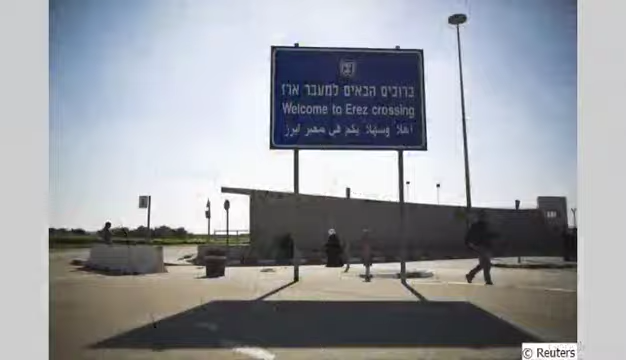 ברוכים הבאים למעבר ארז
Welcome to Erez crossing
أهلا وسهلا بكم في معبر ايرز
© Reuters